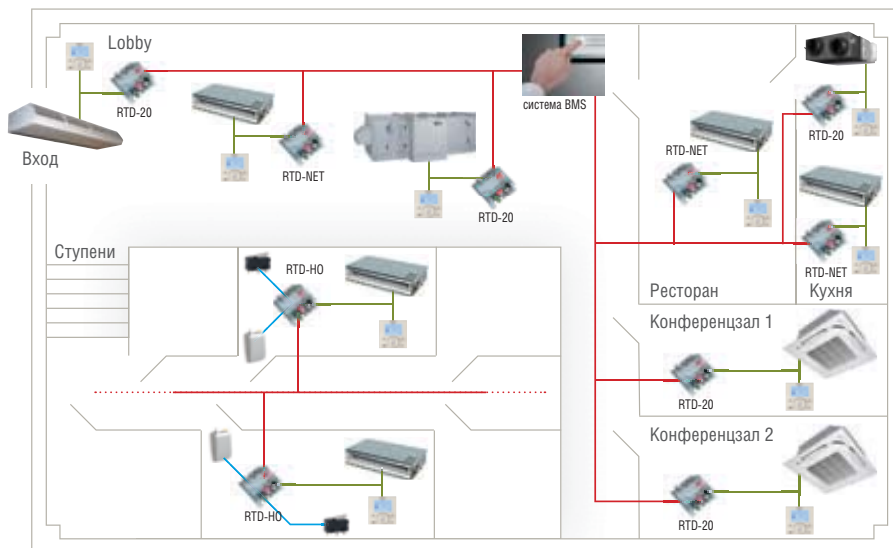 Lobby
RTD-20
Вход
RTD-NET
RTD-20
система BMS
RTD-NET
RTD-20
RTD-NET
Ресторан
Кухня
Ступени
RTD-HO
RTD-HO
Конференцзал 1
RTD-20
Конференцзал 2
RTD-20